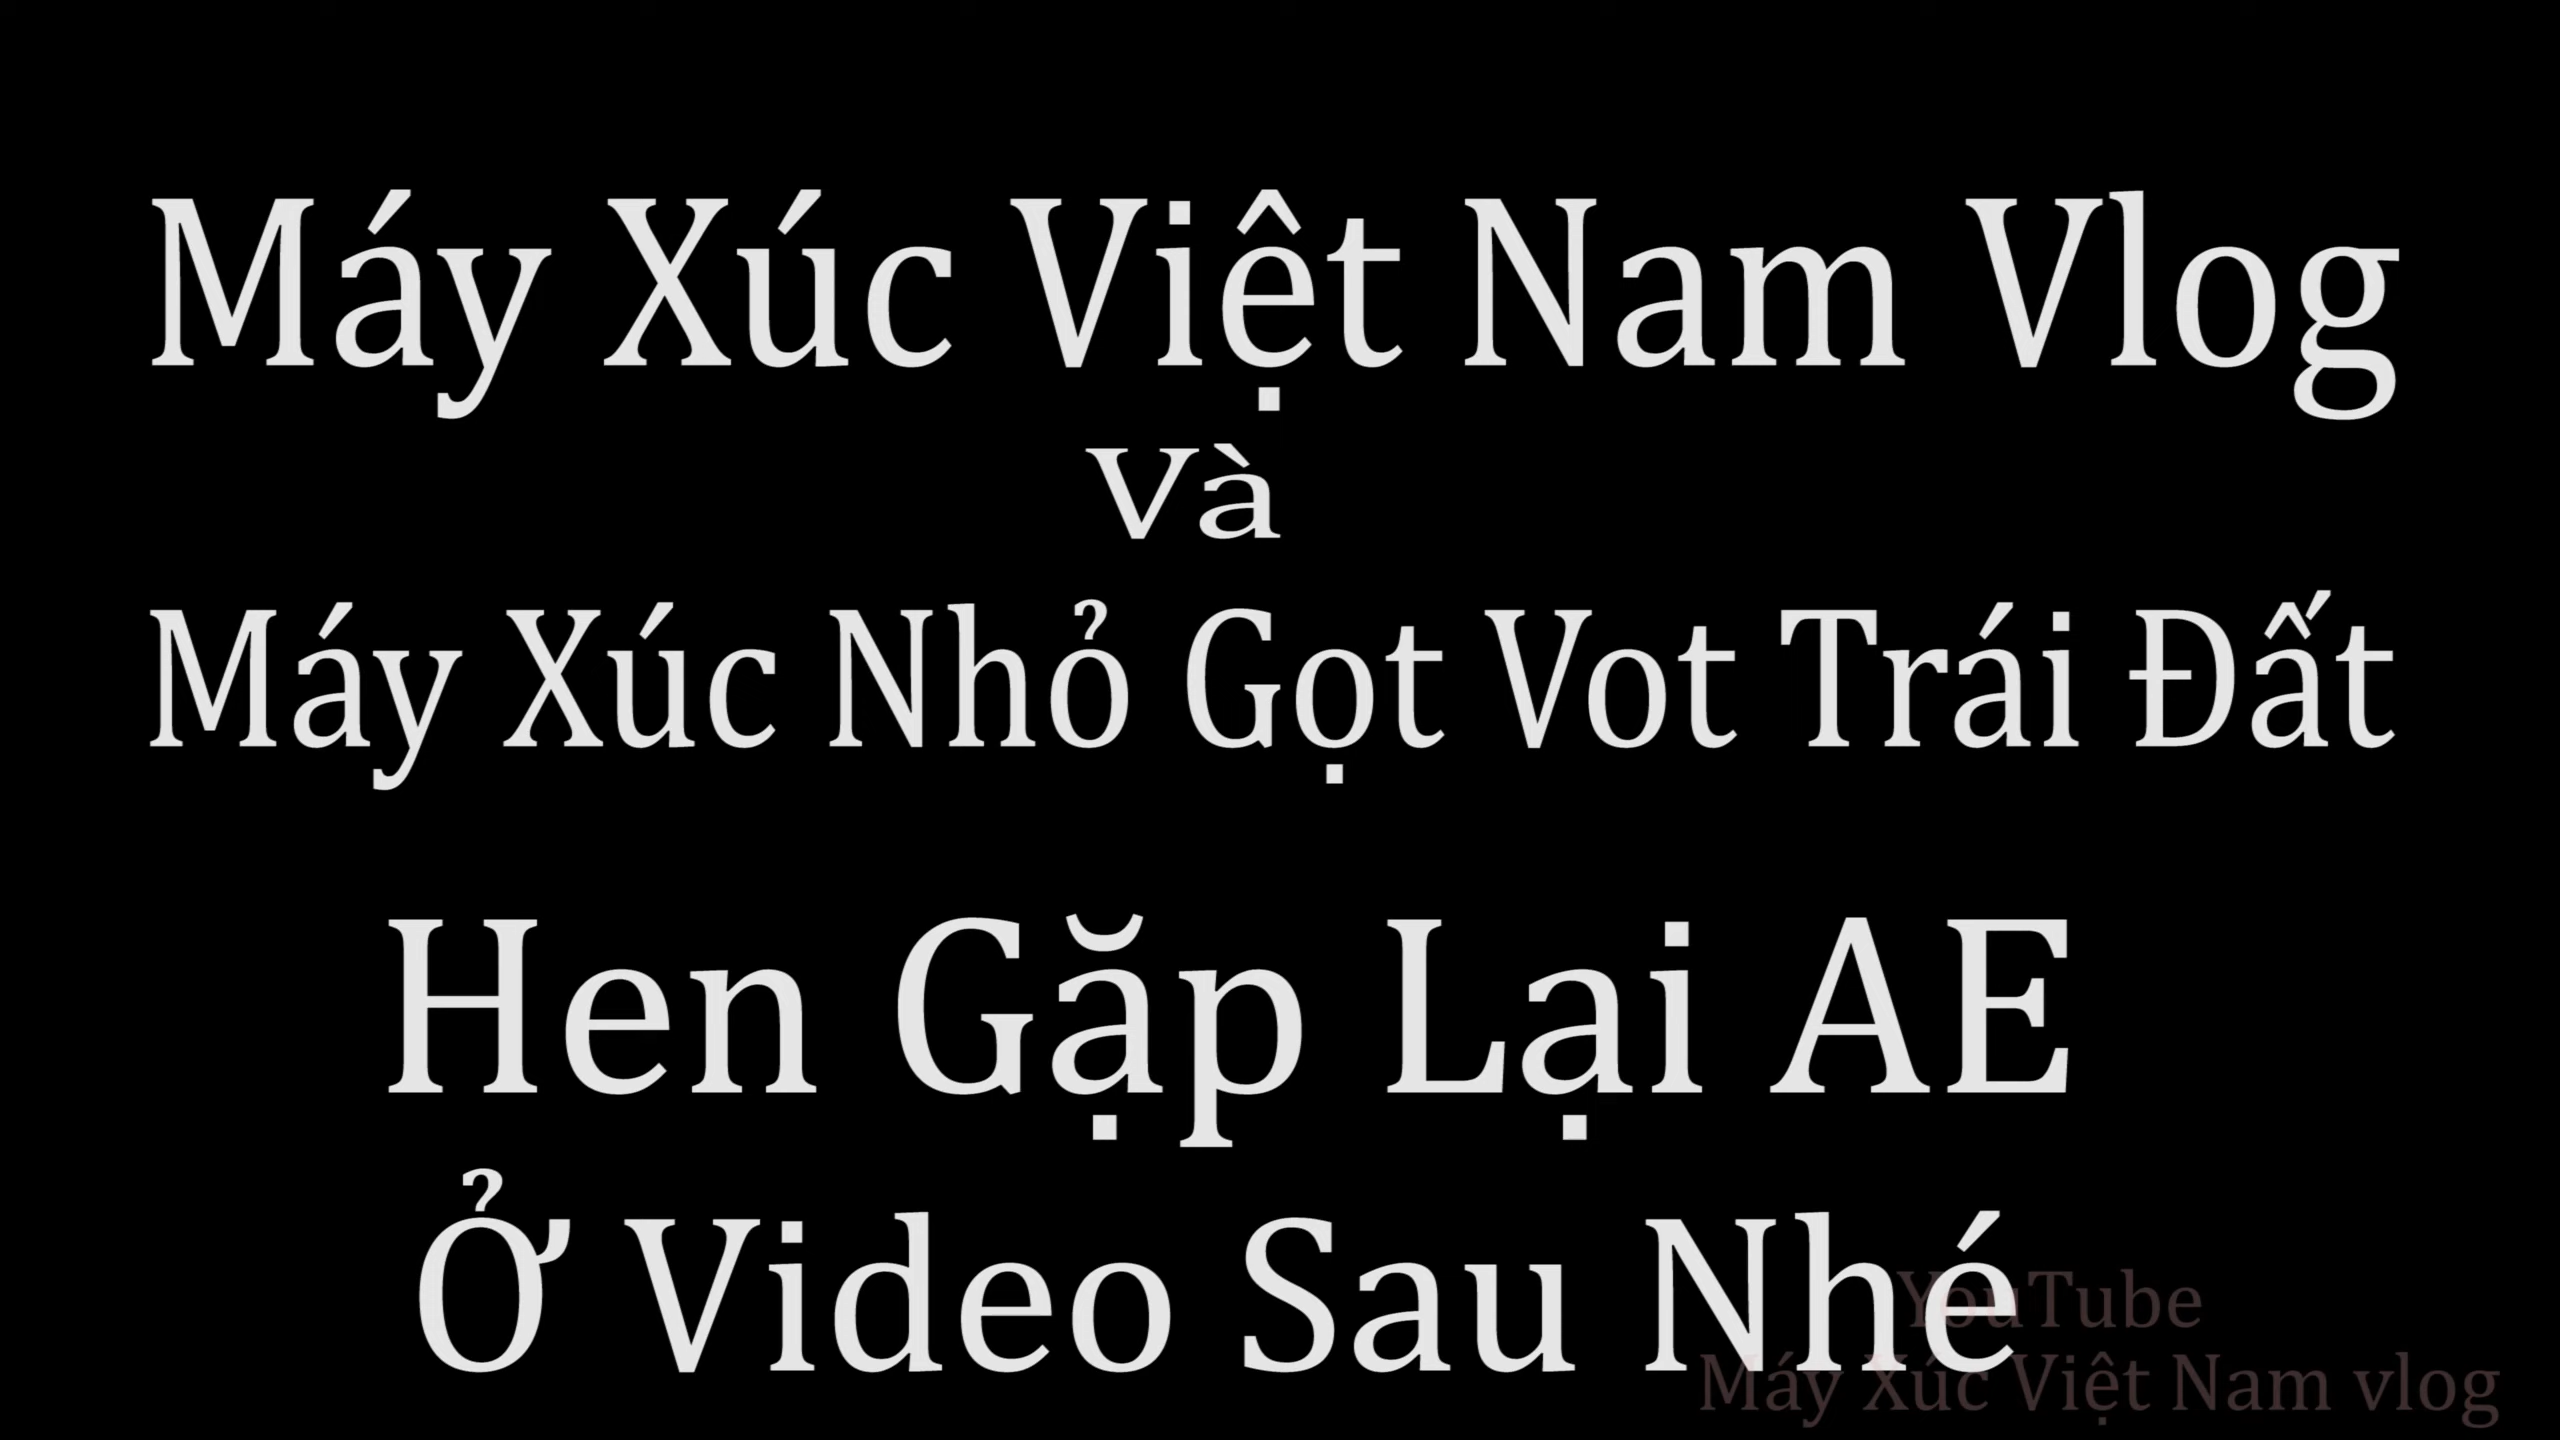 Máy Xúc Việt Nam Vlog
Và
Máy Xúc Nhỏ Gọt Vot Trái Đất
Hen Gặp Lại AE
Ở Video Sau Nhé
YouTube
Máy Xúc Việt Nam vlog